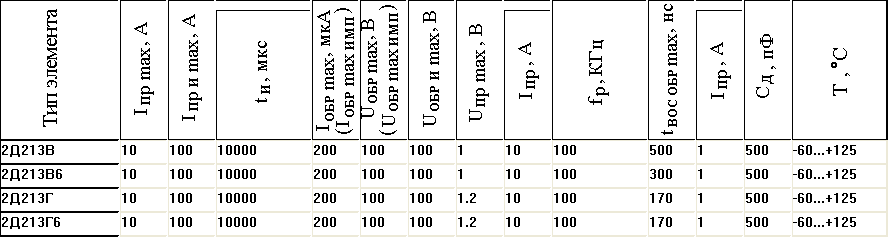 Тип элемента
Iпр max, А
Iпр и max, А
tи, мкс
Iобр max, мкА
(Iобр max имп)
Uобр max, В
(Uобр max имп)
Uобр и max, В
Uпр max, В
Iпр, А
fр, КГц
tвос обр max, нс
Iпр, А
Cд, пФ
T, °C
2Д213В 10 100 10000 200 100 100 1 10 100 500 1 500 -60...+125
2Д213В6 10 100 10000 200 100 100 1 10 100 300 1 500 -60...+125
2Д213Г 10 100 10000 200 100 100 1.2 10 100 170 1 500 -60...+125
2Д213Г6 10 100 10000 200 100 100 1.2 10 100 170 1 500 -60...+125